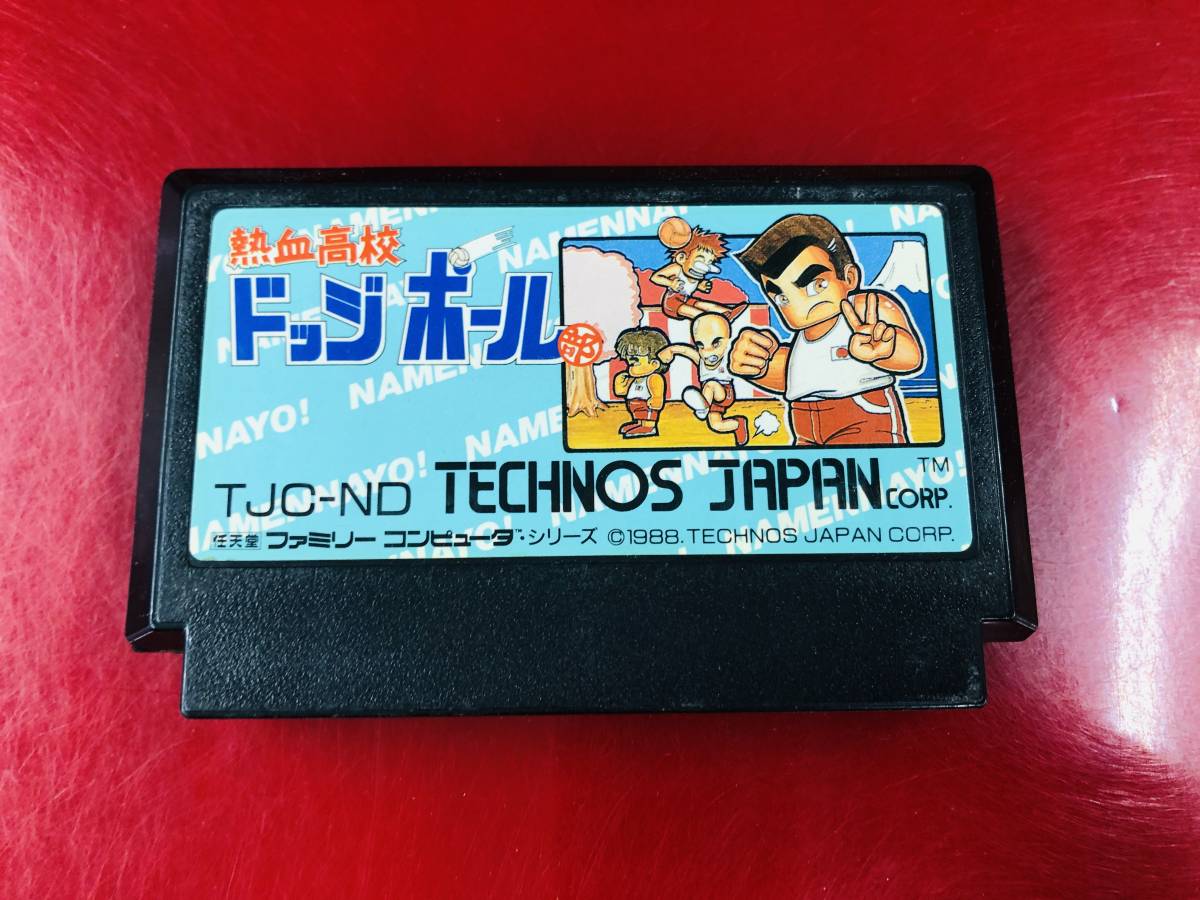 熱血高校
ドッジボール部
NAMENNAYO!
TJC-ND TECHNOS JAPAN CORP.™
任天堂 ファミリー コンピュータ・シリーズ ©1988. TECHNOS JAPAN CORP.